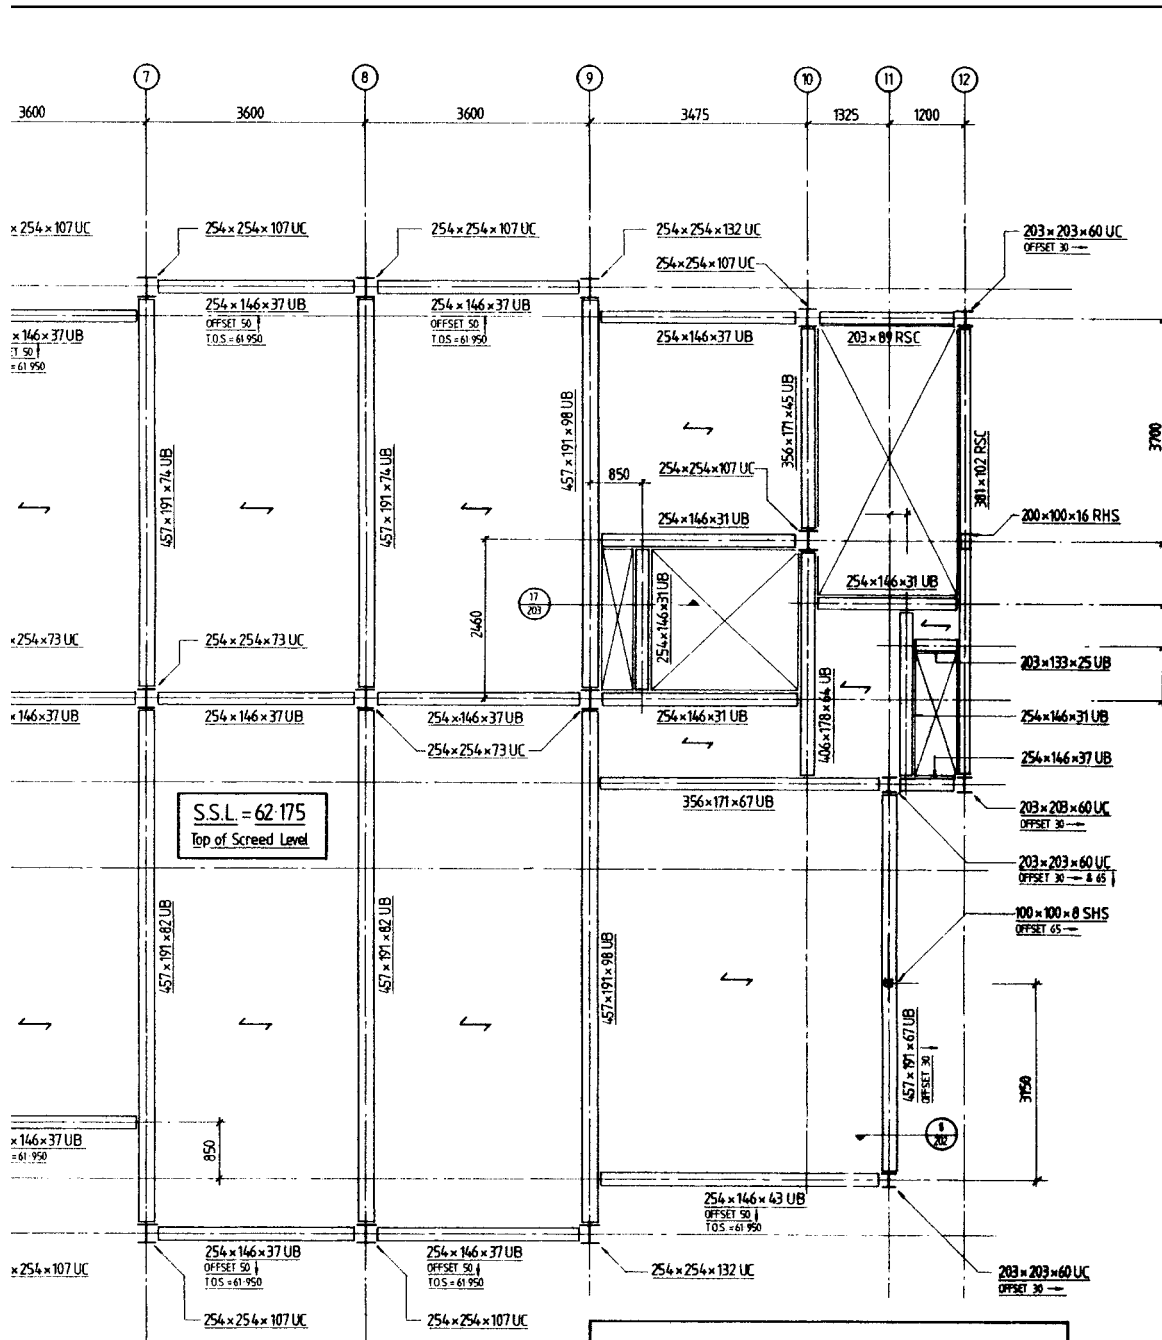 7 8 9 10 11 12
3600 3600 3600 3475 1325 1200
× 254 × 107 UC
254 × 254 × 107 UC
254 × 254 × 107 UC
254 × 254 × 132 UC
203 × 203 × 60 UC
OFFSET 30
254 × 254 × 107 UC
254 × 146 × 37 UB
OFFSET 50
T.O.S = 61·950
254 × 146 × 37 UB
OFFSET 50
T.O.S = 61·950
× 146 × 37 UB
ET 50
= 61·950
254 × 146 × 37 UB
203 × 89 RSC
457 × 191 × 74 UB
457 × 191 × 74 UB
457 × 191 × 98 UB
356 × 171 × 45 UB
381 × 102 RSC
3700
254 × 254 × 107 UC
850
254 × 146 × 31 UB
200 × 100 × 16 RHS
254 × 146 × 31 UB
17
203
2460
254 × 146 × 31 UB
× 254 × 73 UC
254 × 254 × 73 UC
203 × 133 × 25 UB
× 146 × 37 UB
254 × 146 × 37 UB
254 × 146 × 37 UB
254 × 146 × 31 UB
406 × 178 × 64 UB
254 × 146 × 31 UB
254 × 254 × 73 UC
254 × 146 × 37 UB
356 × 171 × 67 UB
203 × 203 × 60 UC
OFFSET 30
S.S.L. = 62·175
Top of Screed Level
203 × 203 × 60 UC
OFFSET 30 & 65
100 × 100 × 8 SHS
OFFSET 65
457 × 191 × 82 UB
457 × 191 × 82 UB
457 × 191 × 98 UB
457 × 191 × 67 UB
OFFSET 30
3150
× 146 × 37 UB
= 61·950
850
202
254 × 146 × 43 UB
OFFSET 50
T.O.S = 61·950
254 × 146 × 37 UB
OFFSET 50
T.O.S = 61·950
254 × 146 × 37 UB
OFFSET 50
T.O.S = 61·950
× 254 × 107 UC
254 × 254 × 132 UC
203 × 203 × 60 UC
OFFSET 30
254 × 254 × 107 UC
254 × 254 × 107 UC